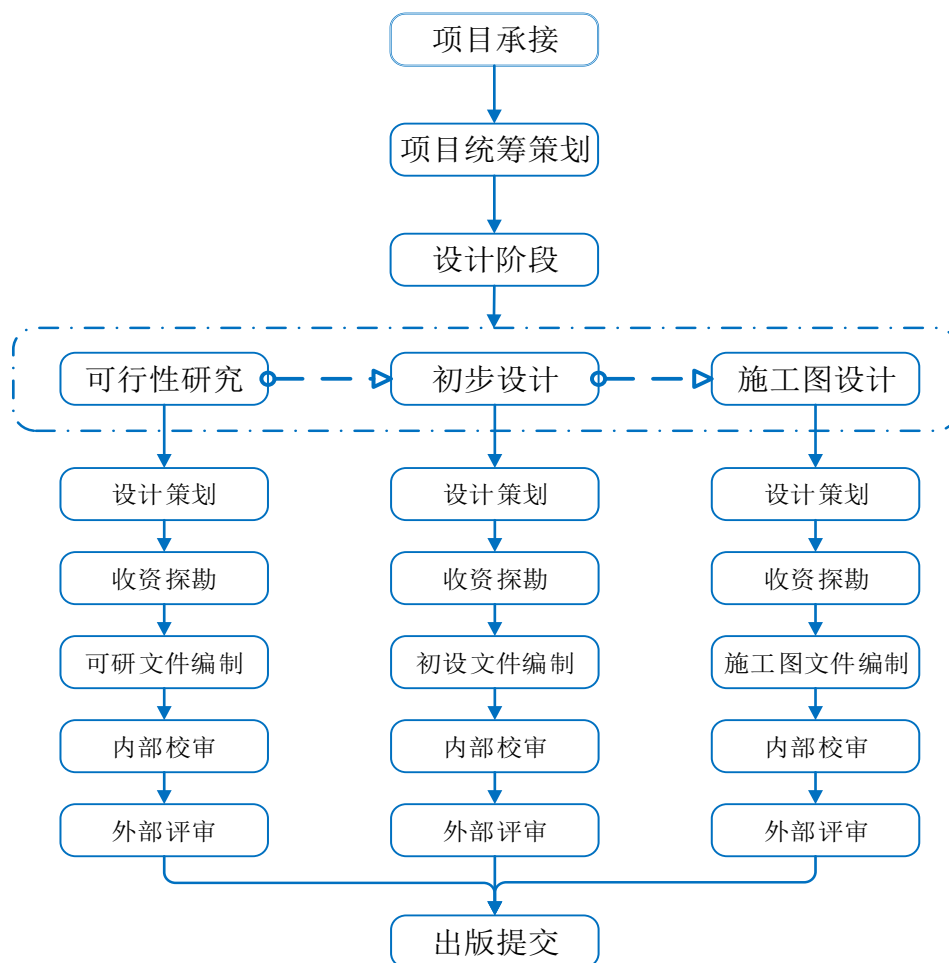 项目承接
项目统筹策划
设计阶段
可行性研究
初步设计
施工图设计
设计策划
设计策划
设计策划
收资探勘
收资探勘
收资探勘
可研文件编制
初设文件编制
施工图文件编制
内部校审
内部校审
内部校审
外部评审
外部评审
外部评审
出版提交